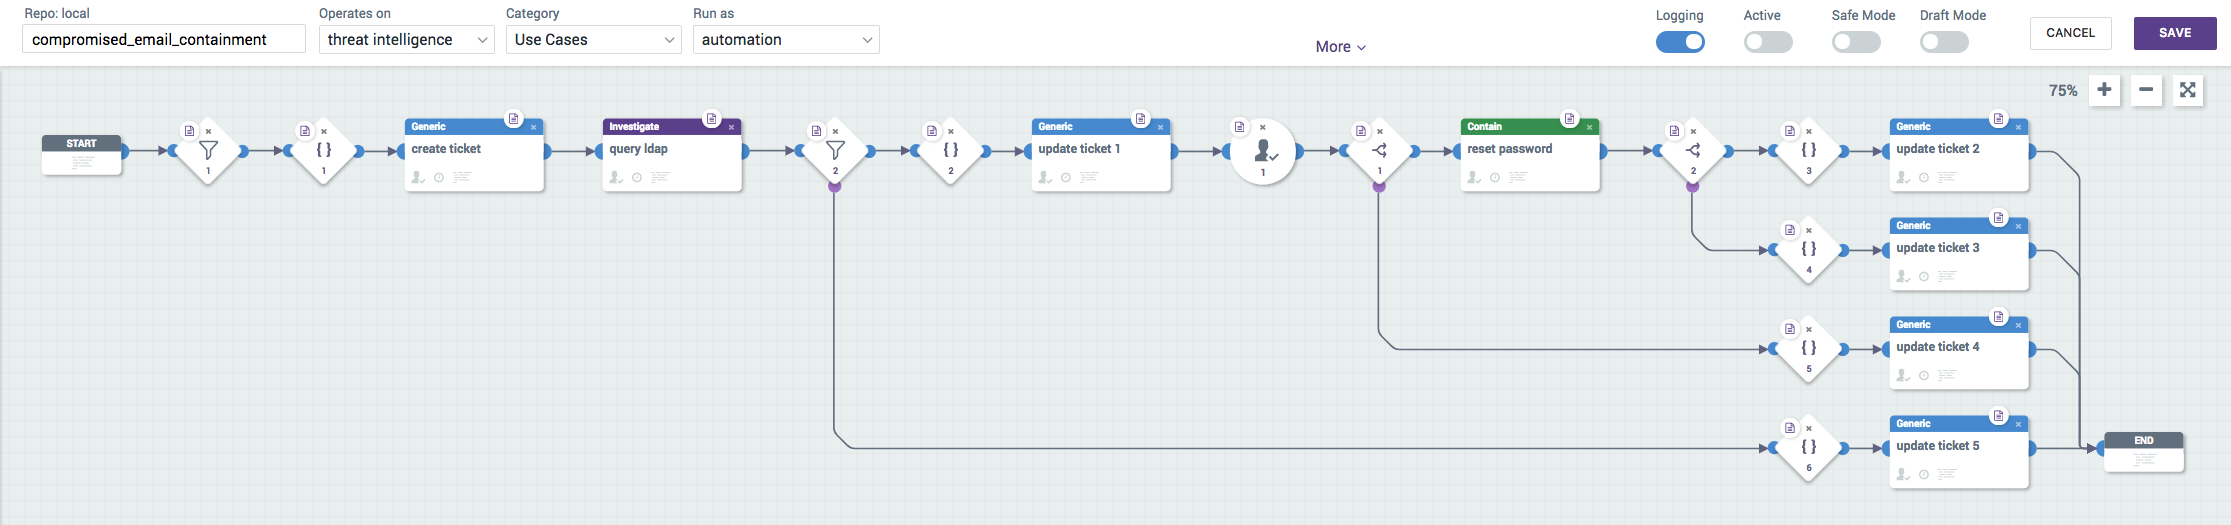 Repo: local
Operates on
Category
Run as
Logging
Active
Safe Mode
Draft Mode
compromised_email_containment
threat intelligence
Use Cases
automation
More
CANCEL
SAVE
75%
START
1
{ }
1
Generic
create ticket
Investigate
query ldap
2
{ }
2
Generic
update ticket 1
1
1
Contain
reset password
2
{ }
3
Generic
update ticket 2
{ }
4
Generic
update ticket 3
{ }
5
Generic
update ticket 4
{ }
6
Generic
update ticket 5
END